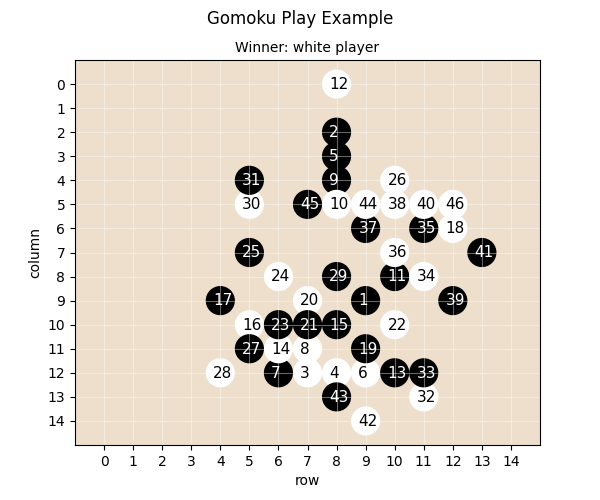 Gomoku Play Example
Winner: white player
0 12
1
2 2
3 5
4 31 9 26
5 30 45 10 44 38 40 46
6 37 35 18
7 25 36 41
8 24 29 11 34
9 17 20 1 39
10 16 23 21 15 22
11 27 14 8 19
12 28 7 3 4 6 13 33
13 43 32
14 42
column
0 1 2 3 4 5 6 7 8 9 10 11 12 13 14
row